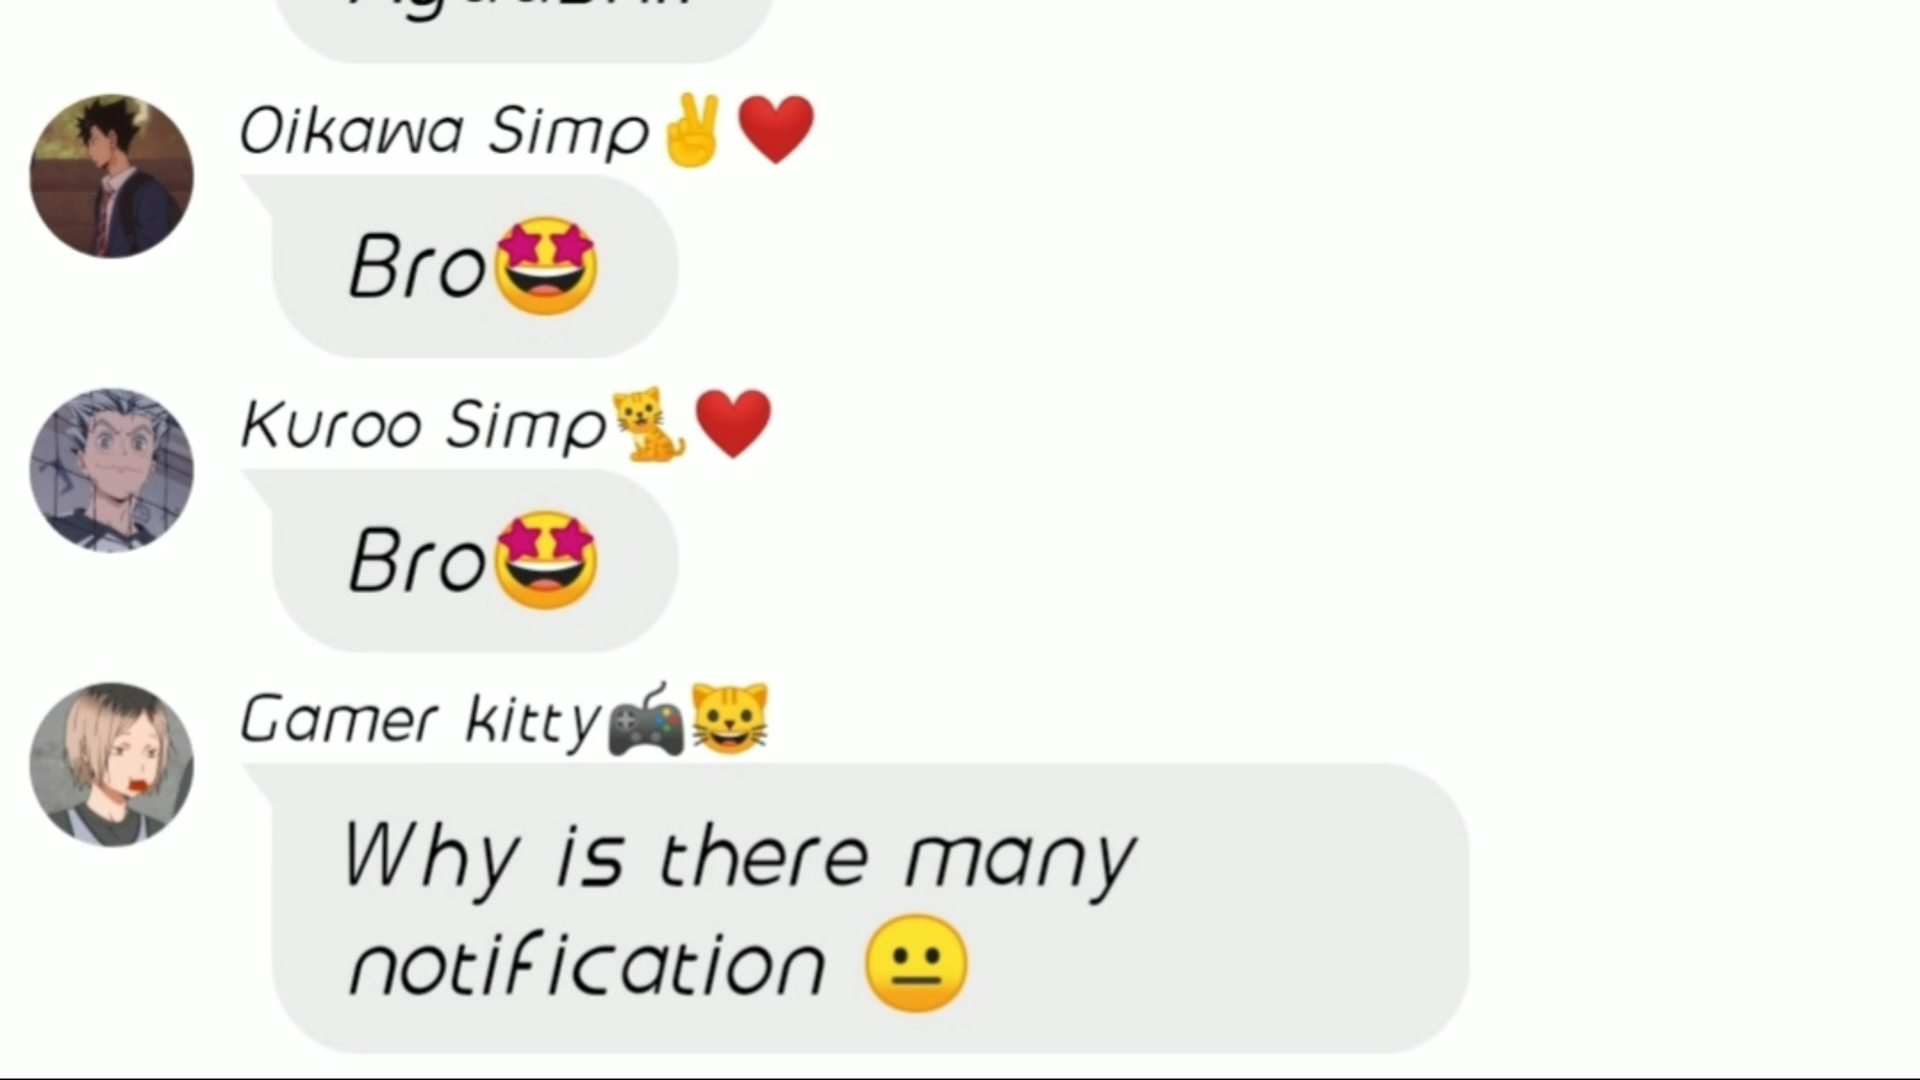 Oikawa Simp✌️❤️
Bro🤩
Kuroo Simp🐈❤️
Bro🤩
Gamer kitty🎮😺
Why is there many
notification 😐